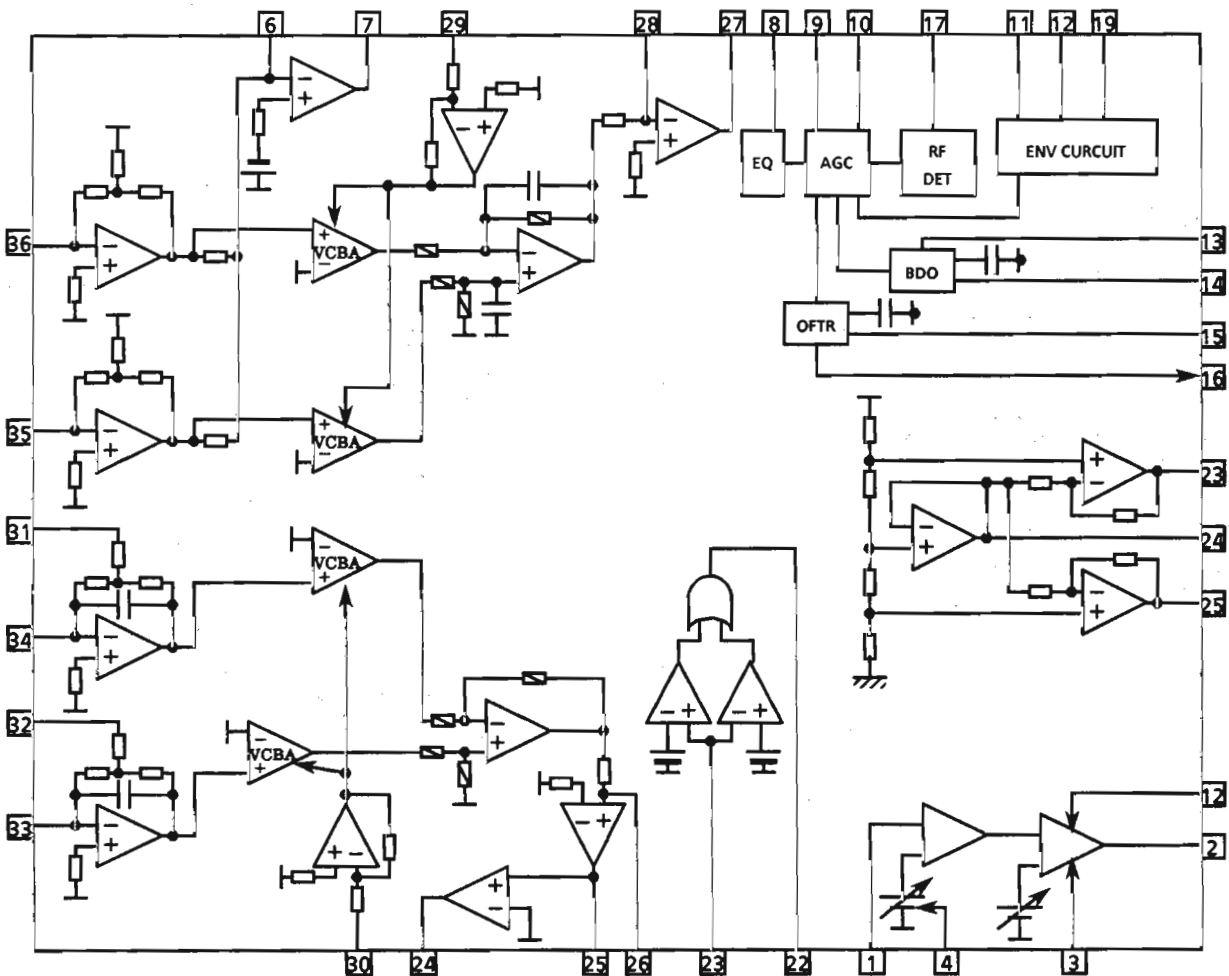 6 7 29 28 27 8 9 10 17 11 12 19
− +
− +
− +
EQ AGC RF DET ENV CURCUIT
36 − + + VCBA − − + 13
BDO 14
OFTR 15
16
35 − + + VCBA −
+ − 23
31 − VCBA + − + 24
34 − + − + 25
32 − VCBA + − + − + − +
33 − + − + 12
+ − 2
+ −
30 24 25 26 23 22 1 4 3